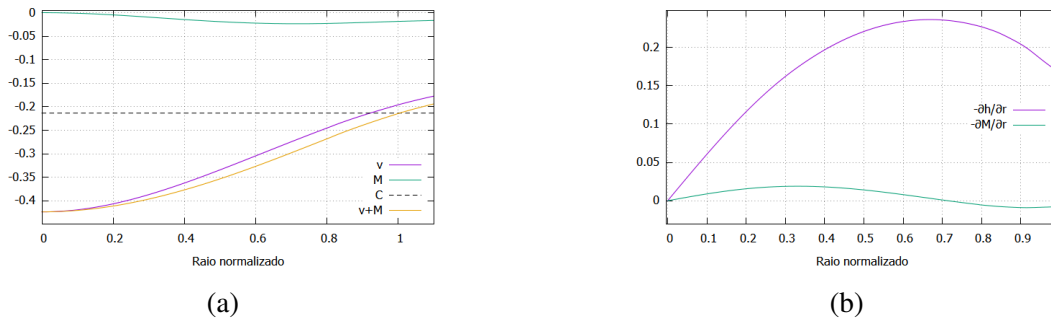 0
-0.05
-0.1
-0.15
-0.2
-0.25
-0.3
-0.35
-0.4
v
M
C
v+M
0 0.2 0.4 0.6 0.8 1
Raio normalizado
(a)
0.2
0.15
0.1
0.05
0
-∂h/∂r
-∂M/∂r
0 0.1 0.2 0.3 0.4 0.5 0.6 0.7 0.8 0.9
Raio normalizado
(b)